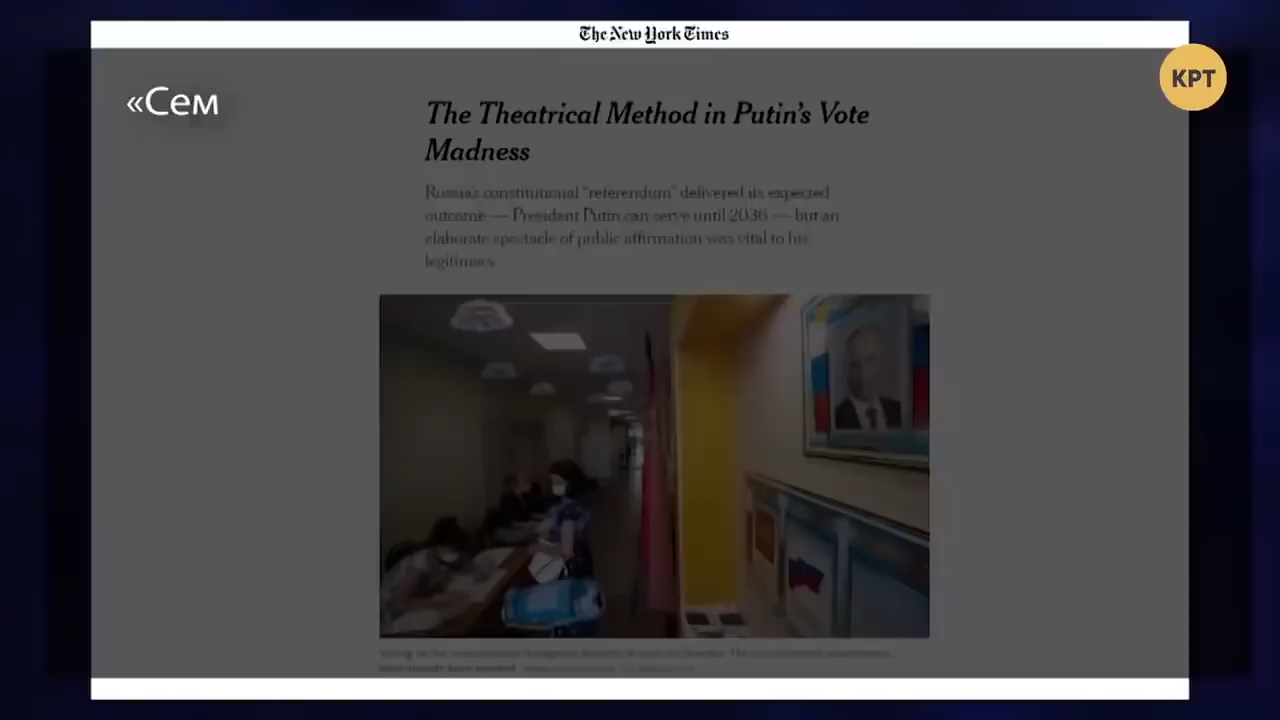 The New York Times
КРТ
«Сем
The Theatrical Method in Putin's Vote
Madness
Russia's constitutional “referendum” delivered its expected
outcome — President Putin can serve until 2036 — but an
elaborate spectacle of public affirmation was vital to his
legitimacy.